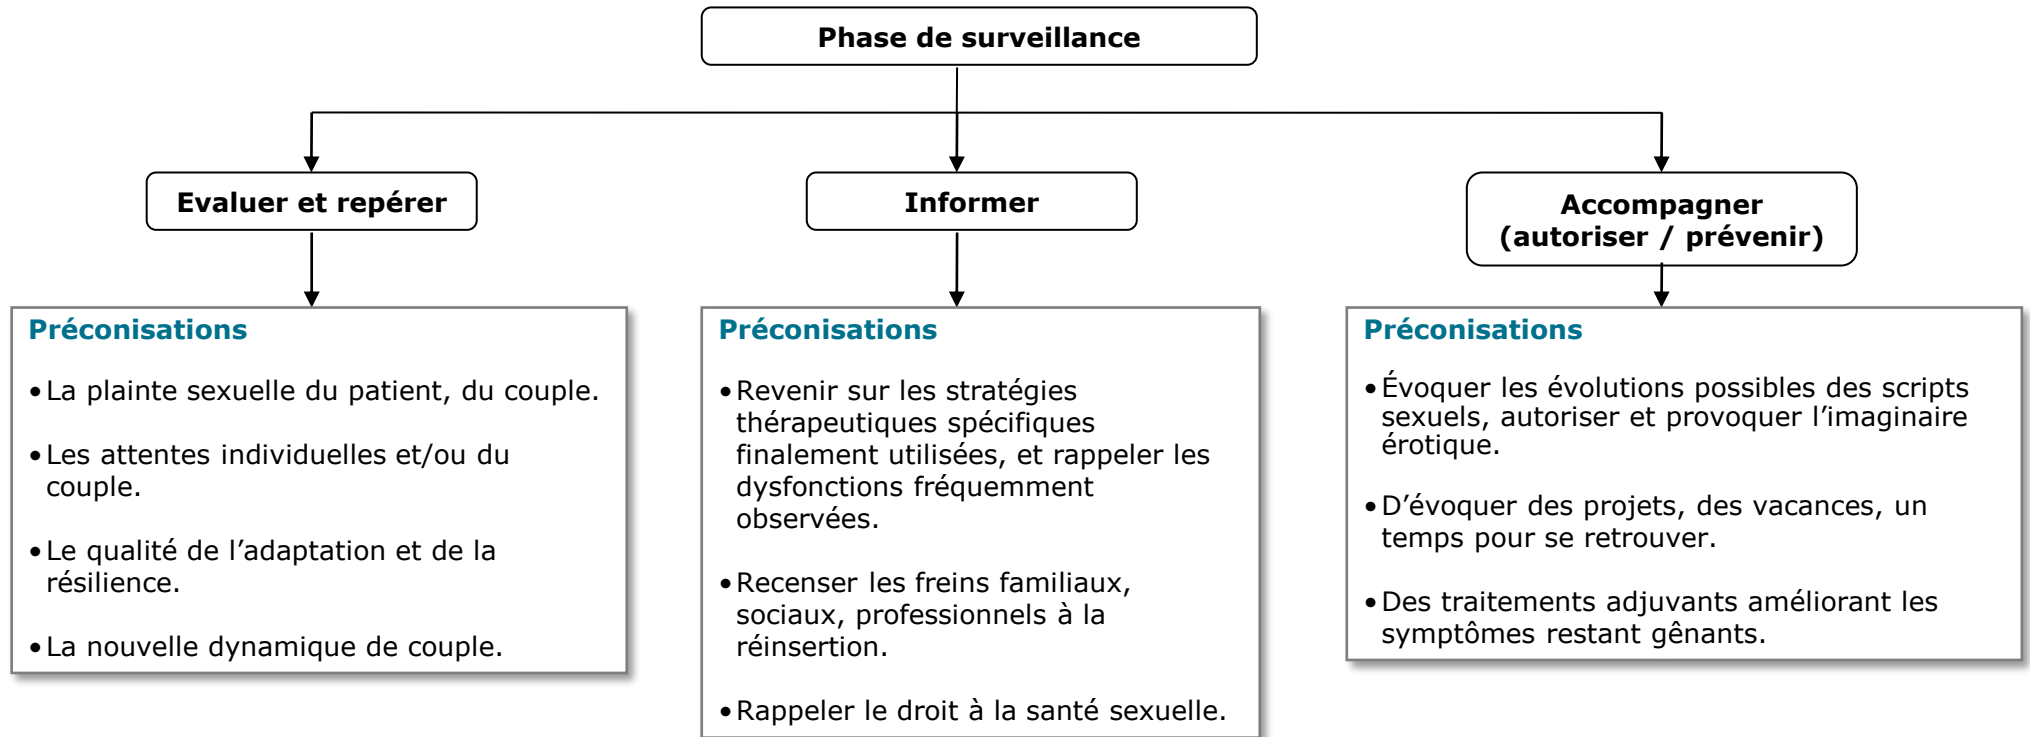 Phase de surveillance
Evaluer et repérer
Informer
Accompagner
(autoriser / prévenir)
Préconisations
•La plainte sexuelle du patient, du couple.
•Les attentes individuelles et/ou du
couple.
•Le qualité de l’adaptation et de la
résilience.
•La nouvelle dynamique de couple.
Préconisations
•Revenir sur les stratégies
thérapeutiques spécifiques
finalement utilisées, et rappeler les
dysfonctions fréquemment
observées.
•Recenser les freins familiaux,
sociaux, professionnels à la
réinsertion.
•Rappeler le droit à la santé sexuelle.
Préconisations
•Évoquer les évolutions possibles des scripts
sexuels, autoriser et provoquer l’imaginaire
érotique.
•D’évoquer des projets, des vacances, un
temps pour se retrouver.
•Des traitements adjuvants améliorant les
symptômes restant gênants.